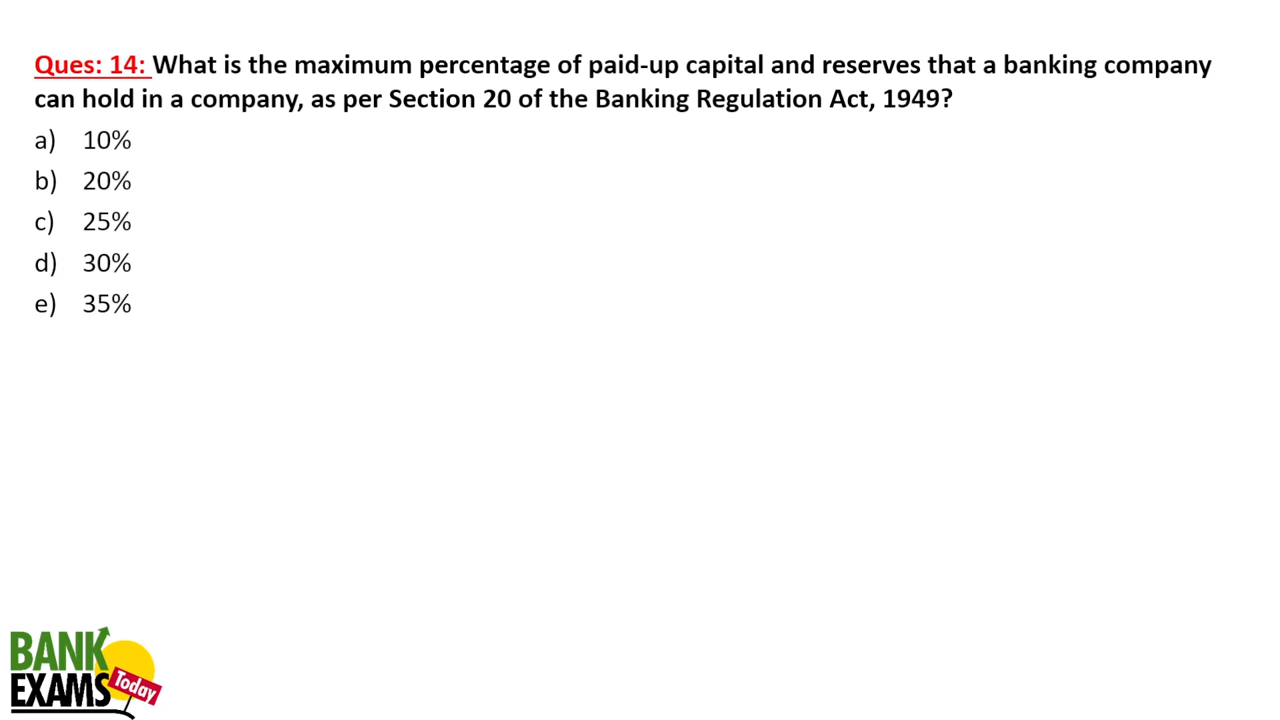 Ques: 14: What is the maximum percentage of paid-up capital and reserves that a banking company
can hold in a company, as per Section 20 of the Banking Regulation Act, 1949?
a) 10%
b) 20%
c) 25%
d) 30%
e) 35%
BANK
EXAMS Today